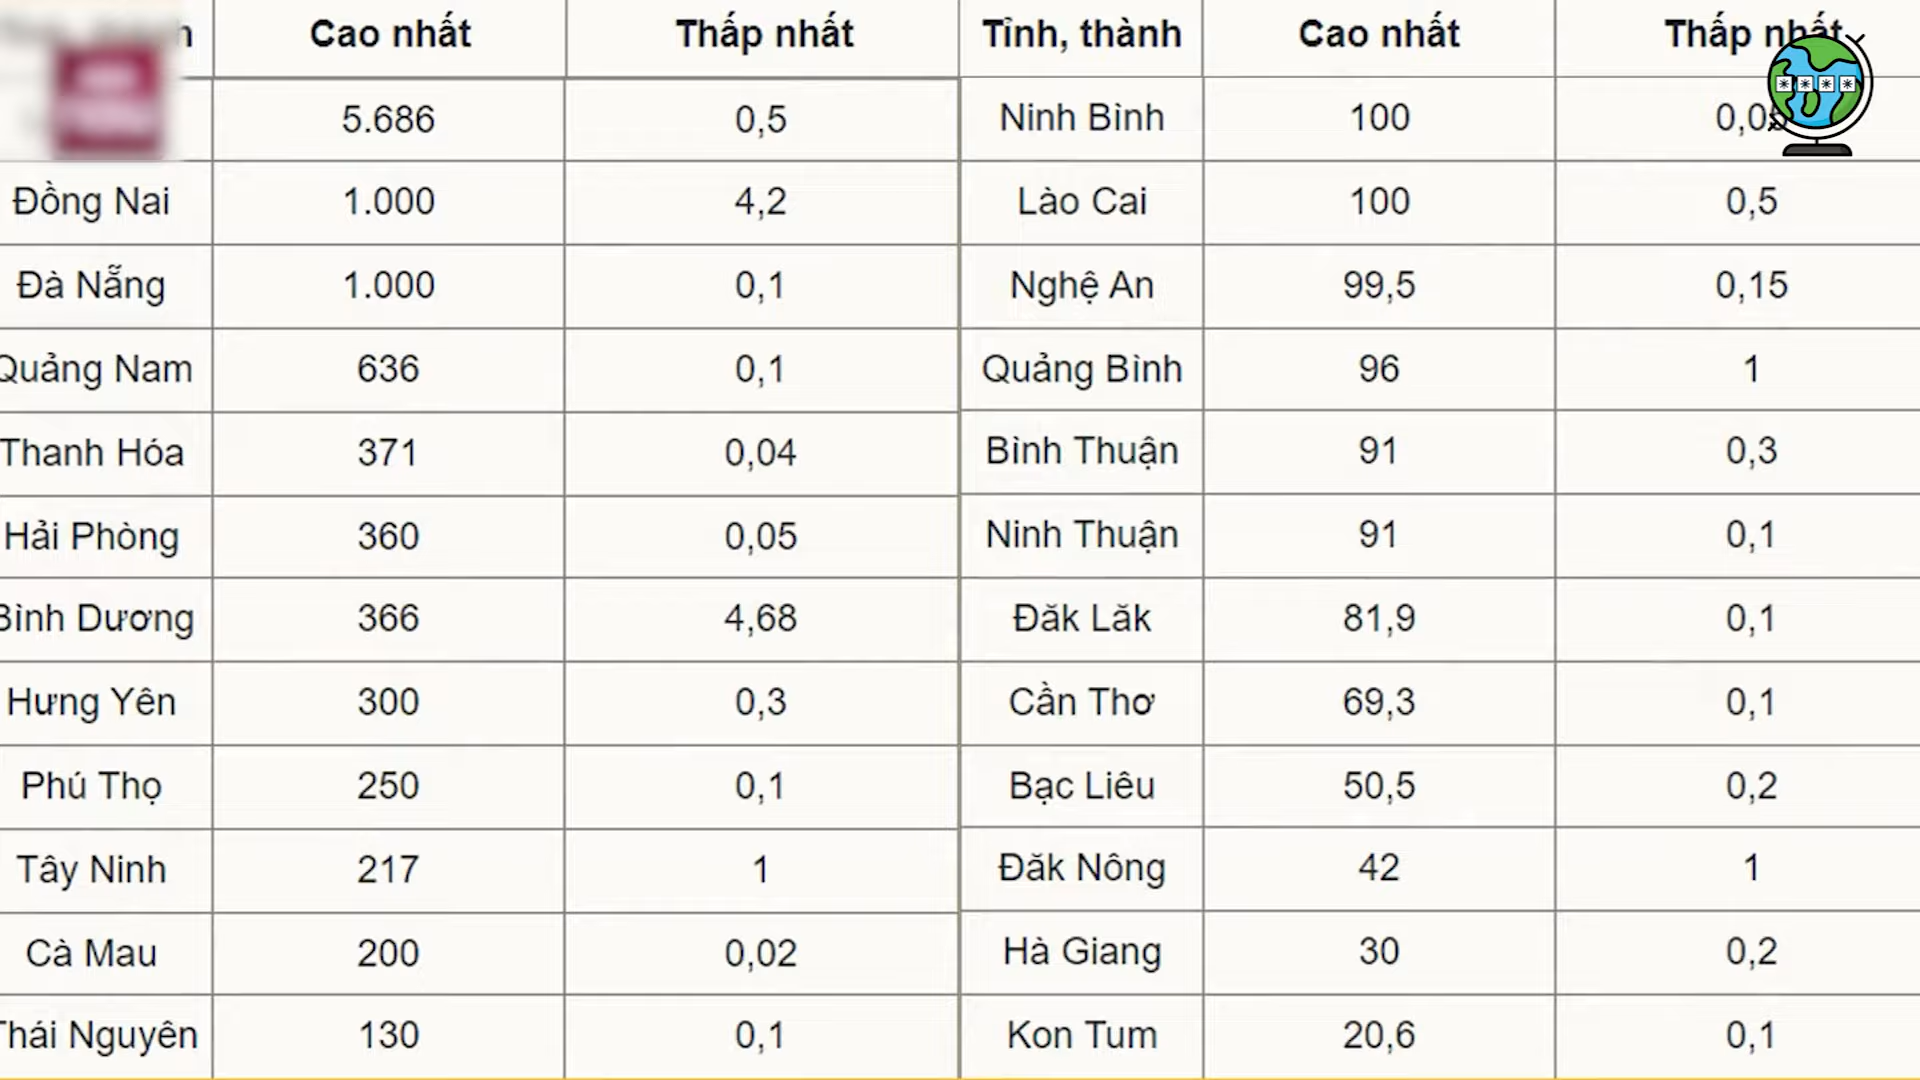 Cao nhất Thấp nhất Tỉnh, thành Cao nhất Thấp nhất
5.686 0,5 Ninh Bình 100 0,05
Đồng Nai 1.000 4,2 Lào Cai 100 0,5
Đà Nẵng 1.000 0,1 Nghệ An 99,5 0,15
Quảng Nam 636 0,1 Quảng Bình 96 1
Thanh Hóa 371 0,04 Bình Thuận 91 0,3
Hải Phòng 360 0,05 Ninh Thuận 91 0,1
Bình Dương 366 4,68 Đăk Lăk 81,9 0,1
Hưng Yên 300 0,3 Cần Thơ 69,3 0,1
Phú Thọ 250 0,1 Bạc Liêu 50,5 0,2
Tây Ninh 217 1 Đăk Nông 42 1
Cà Mau 200 0,02 Hà Giang 30 0,2
Thái Nguyên 130 0,1 Kon Tum 20,6 0,1